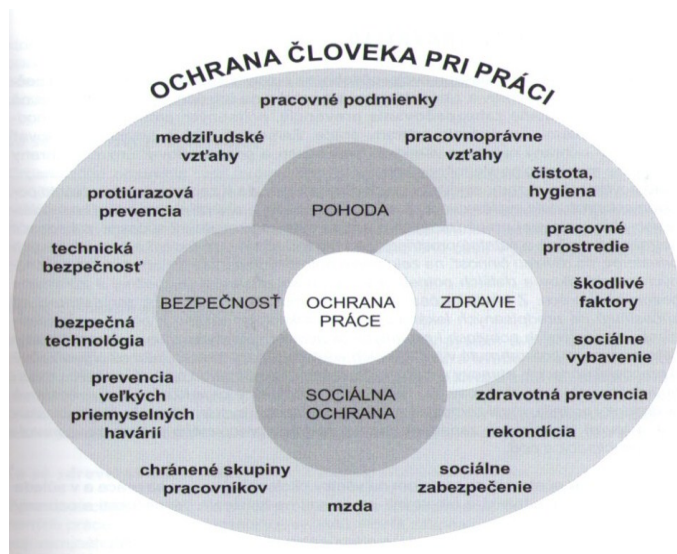 OCHRANA ČLOVEKA PRI PRÁCI
pracovné podmienky
medziľudské
vzťahy
pracovnoprávne
vzťahy
čistota,
hygiena
protiúrazová
prevencia
POHODA
pracovné
prostredie
technická
bezpečnosť
BEZPEČNOSŤ
OCHRANA
PRÁCE
ZDRAVIE
škodlivé
faktory
bezpečná
technológia
sociálne
vybavenie
prevencia
veľkých
priemyselných
havárií
SOCIÁLNA
OCHRANA
zdravotná prevencia
rekondícia
chránené skupiny
pracovníkov
sociálne
zabezpečenie
mzda